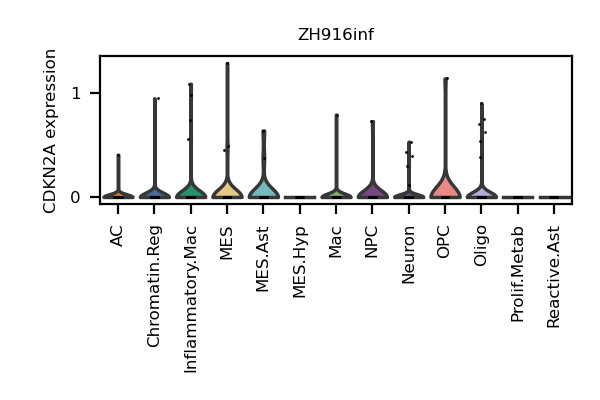 ZH916inf
CDKN2A expression
1
0
AC
Chromatin.Reg
Inflammatory.Mac
MES
MES.Ast
MES.Hyp
Mac
NPC
Neuron
OPC
Oligo
Prolif.Metab
Reactive.Ast